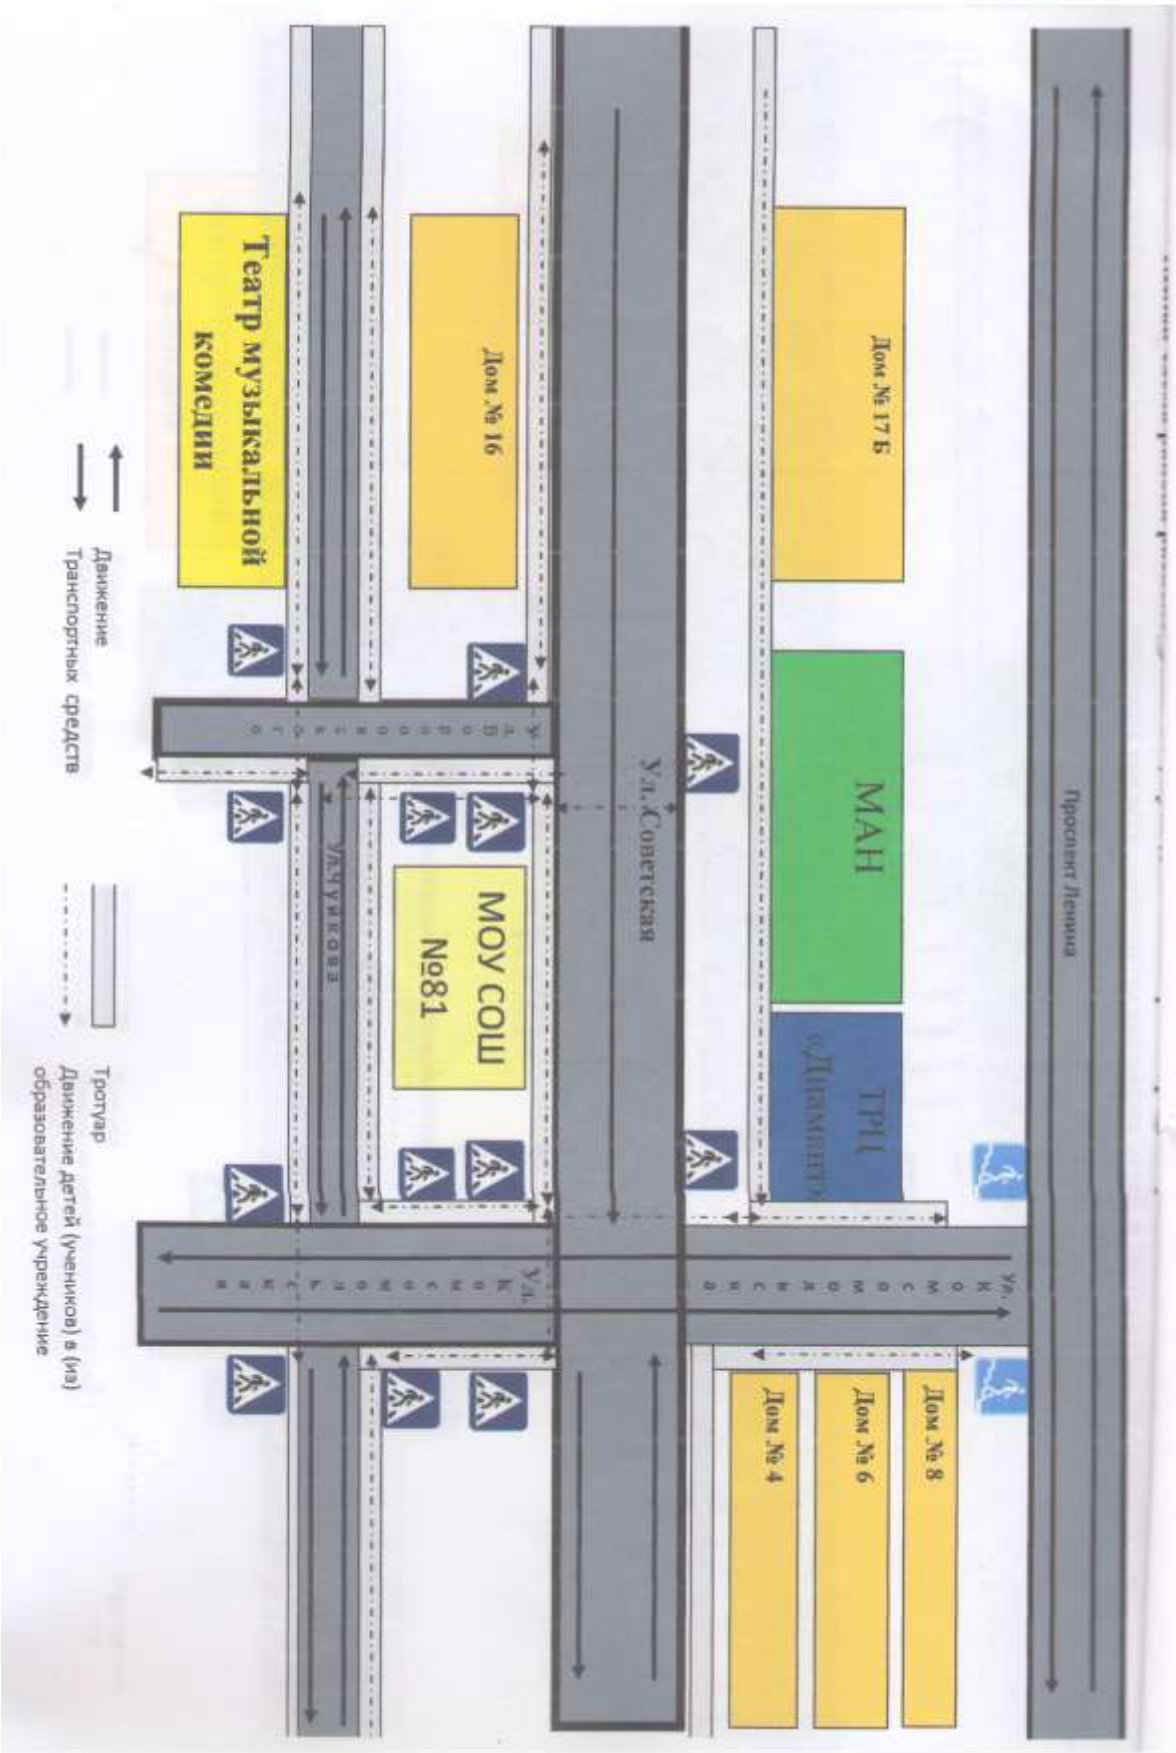 Проспект Ленина
Дом № 17 Б
МАН
ТРЦ
«Диамант»
Дом № 8
Дом № 6
Дом № 4
Ул. Комсомольская
Ул. Советская
Дом № 16
МОУ СОШ
№81
Ул.
Комсомольская
Ул.Чуйкова
Театр музыкальной
комедии
Движение
Транспортных средств
Тротуар
Движение детей (учеников) в (из)
образовательное учреждение